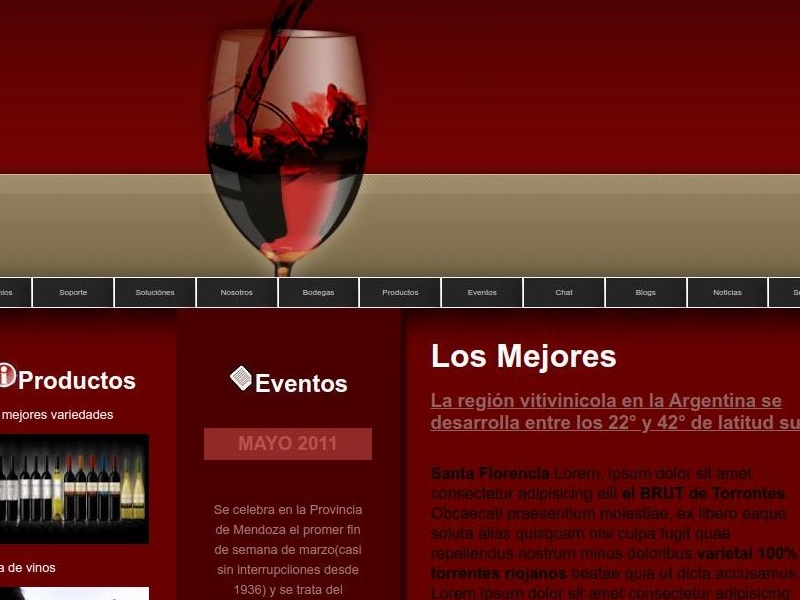 Soporte
Soluciónes
Nosotros
Bodegas
Productos
Eventos
Chat
Blogs
Noticias
Productos
mejores variedades
de vinos
Eventos
MAYO 2011
Se celebra en la Provincia
de Mendoza el promer fin
de semana de marzo(casi
sin interrupciiones desde
1936) y se trata del
Los Mejores
La región vitivinicola en la Argentina se
desarrolla entre los 22° y 42° de latitud su
Santa Florencia Lorem, ipsum dolor sit amet
consectetur adipisicing elit el BRUT de Torrontes.
Obcaecati praesentium molestiae, ex libero eaque
soluta alias quisquam nisi culpa fugit quae
repellendus nostrum minus doloribus varietal 100%
torrentes riojanos beatae quia ut dicta accusamus
Lorem ipsum dolor sit amet consectetur adipisicing